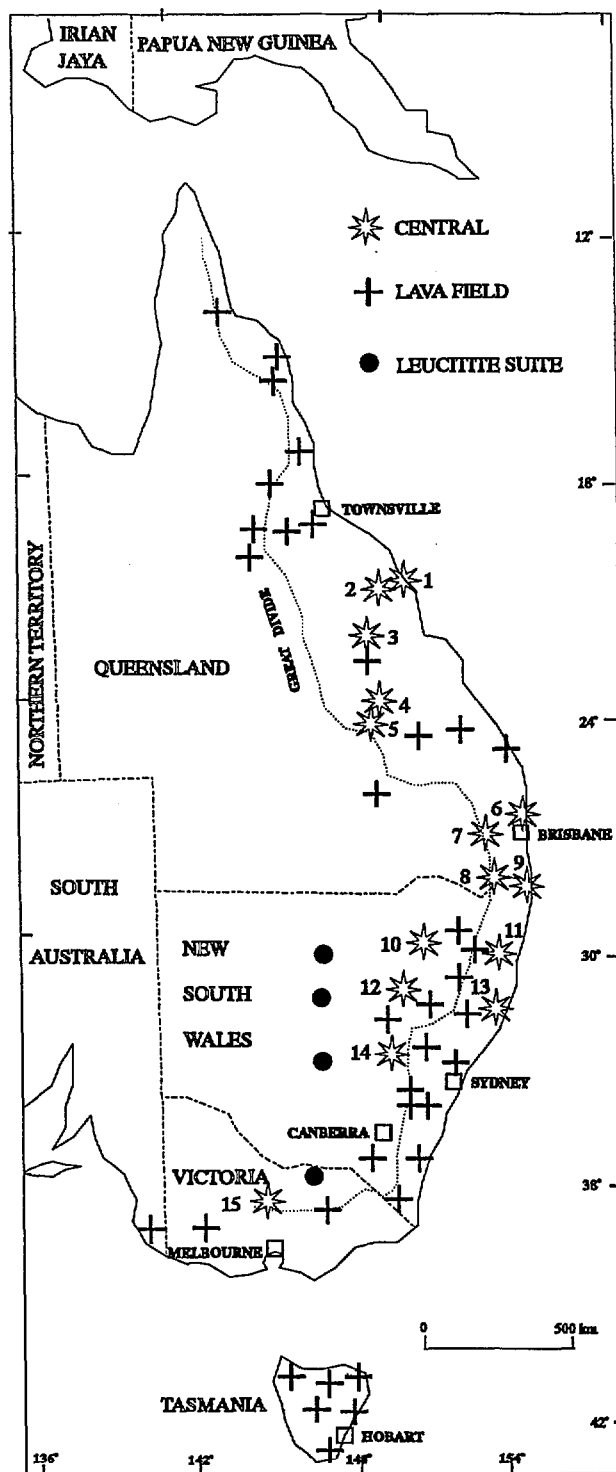 IRIAN
JAYA
PAPUA NEW GUINEA
CENTRAL
12°
LAVA FIELD
LEUCITITE SUITE
18°
TOWNSVILLE
NORTHERN TERRITORY
GREAT DIVIDE
1
2
3
QUEENSLAND
4
24°
5
6
7
BRISBANE
8
9
SOUTH
AUSTRALIA
NEW
10
11
30°
SOUTH
12
13
WALES
14
SYDNEY
CANBERRA
VICTORIA
38°
15
MELBOURNE
0
500 km
TASMANIA
42°
HOBART
136°
142°
148°
154°